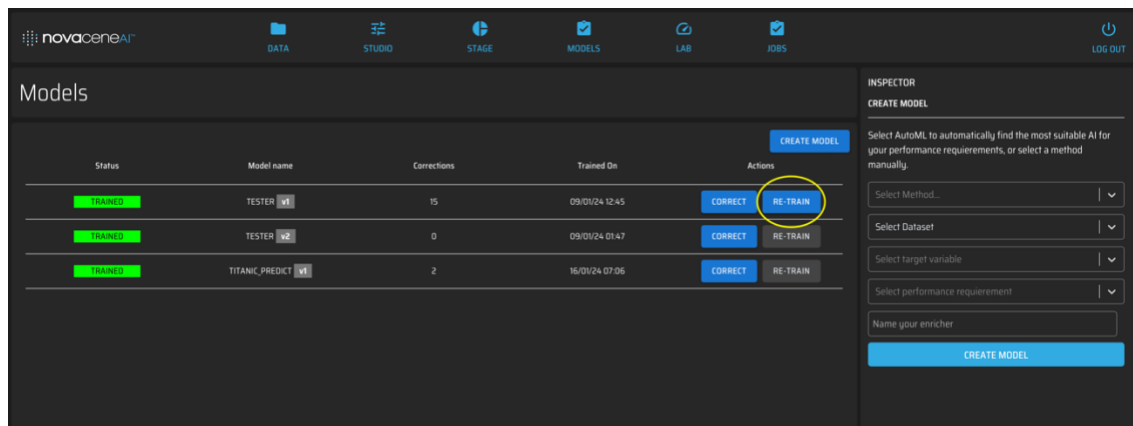 novaceneAI™
DATA
STUDIO
STAGE
MODELS
LAB
JOBS
LOG OUT
Models
CREATE MODEL
Status Model name Corrections Trained On Actions
TRAINED TESTER v1 15 09/01/24 12:45 CORRECT RE-TRAIN
TRAINED TESTER v2 0 09/01/24 01:47 CORRECT RE-TRAIN
TRAINED TITANIC_PREDICT v1 2 16/01/24 07:06 CORRECT RE-TRAIN
INSPECTOR
CREATE MODEL
Select AutoML to automatically find the most suitable AI for
your performance requierements, or select a method
manually.
Select Method...
Select Dataset
Select target variable
Select performance requierement
Name your enricher
CREATE MODEL